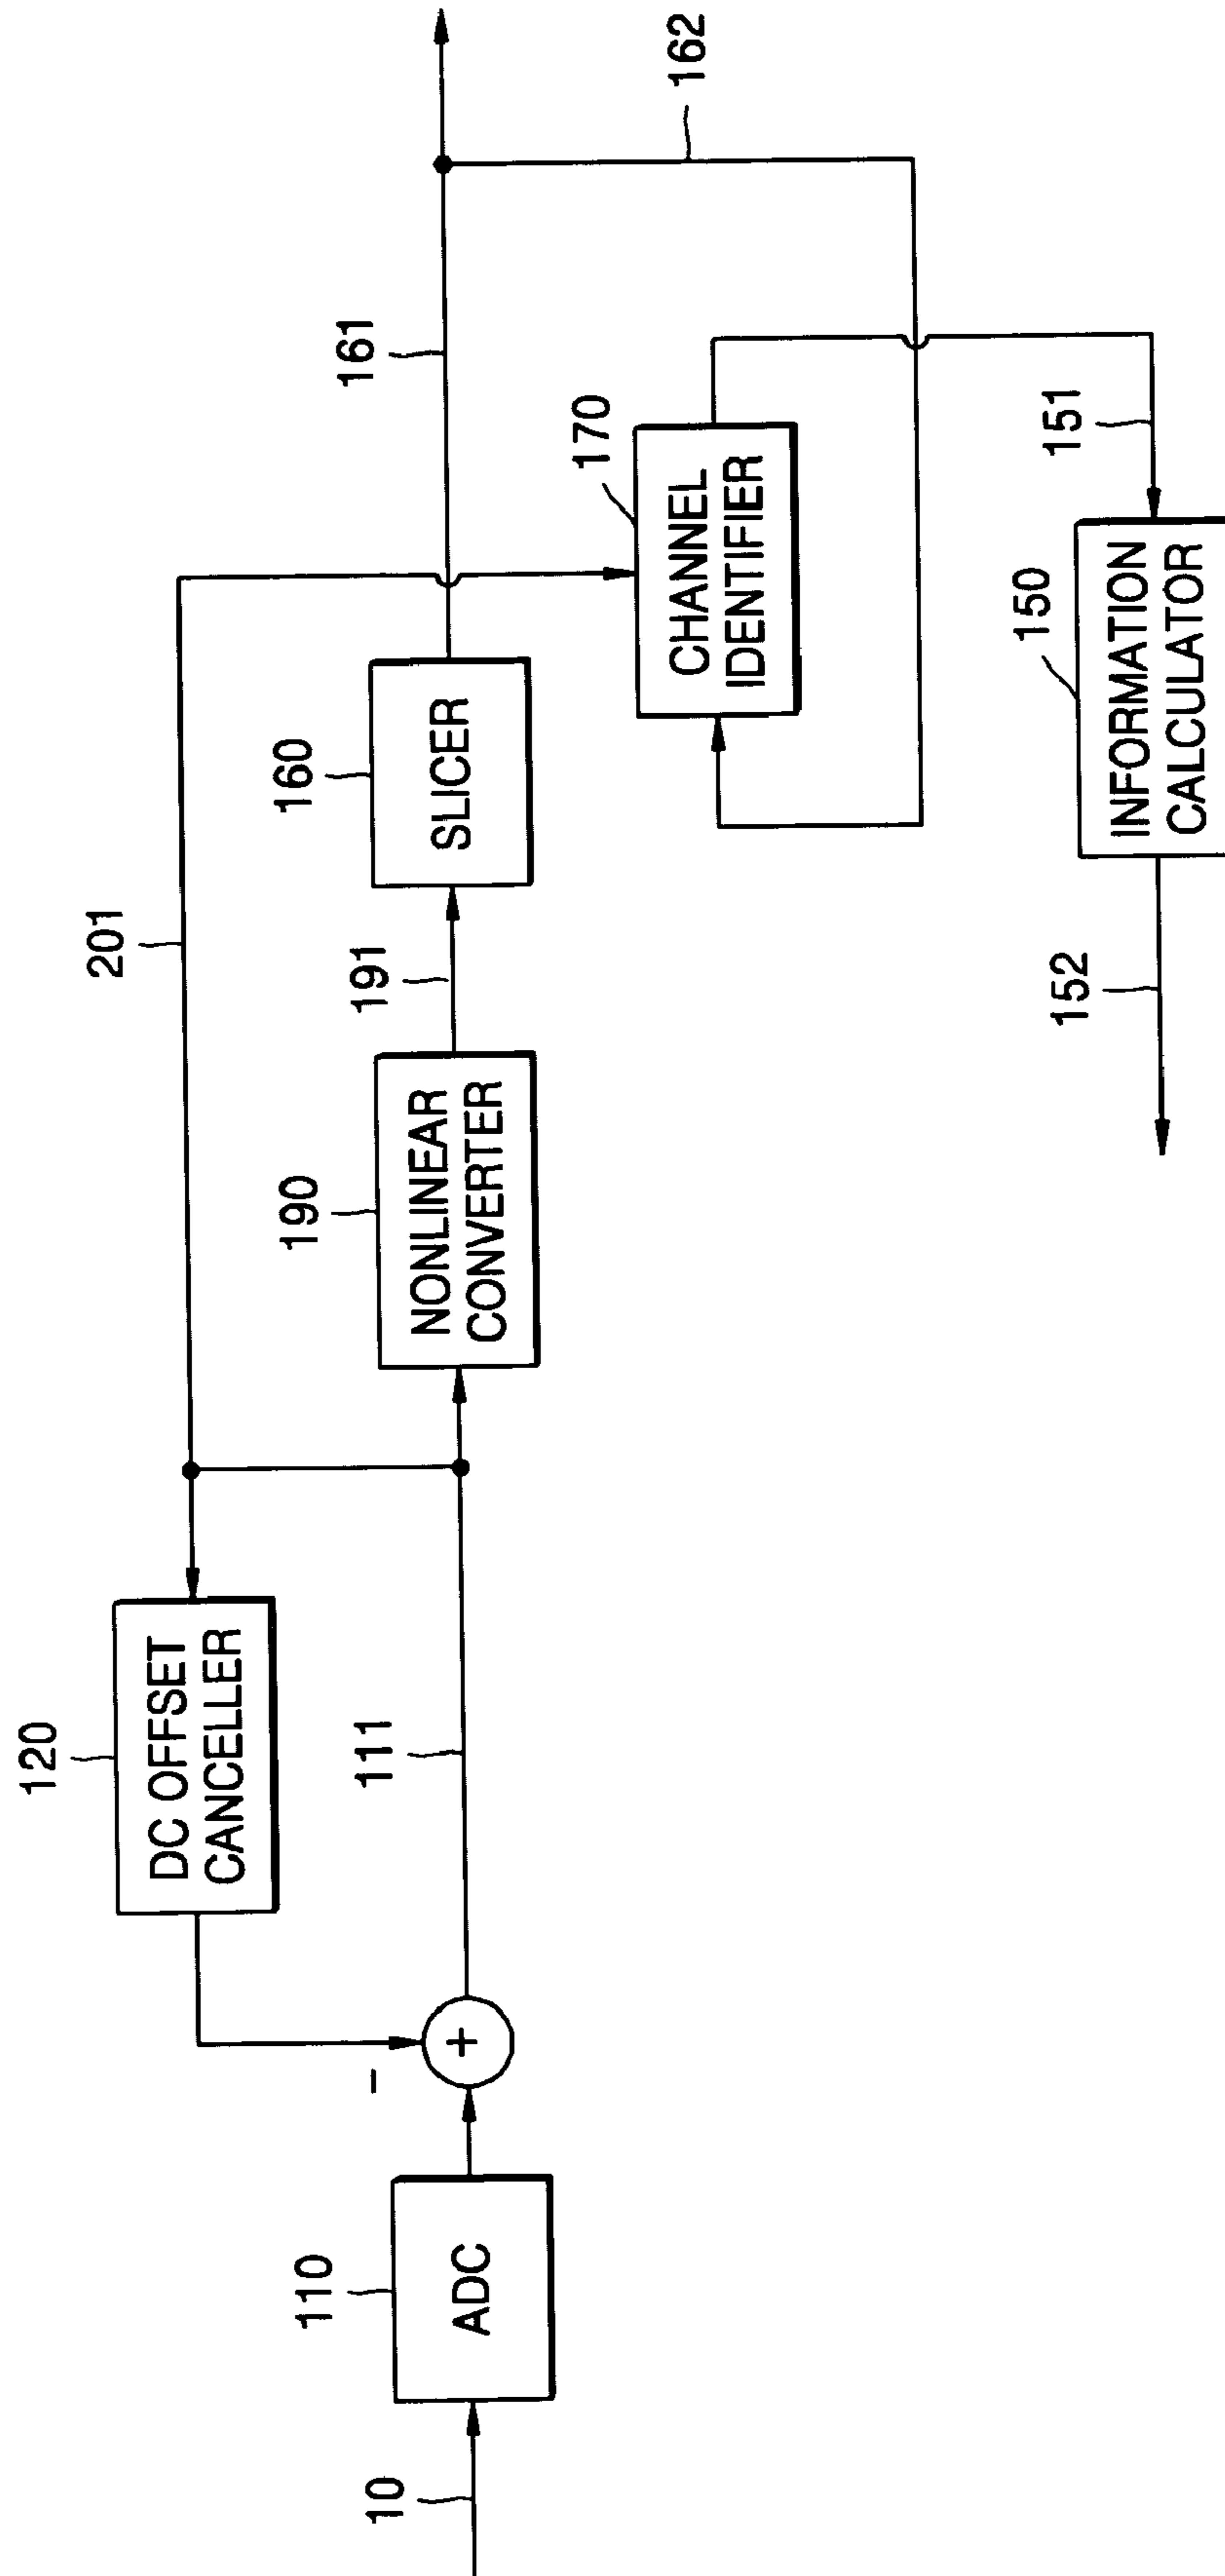 10
110
ADC
−
+
120
DC OFFSET
CANCELLER
111
201
190
NONLINEAR
CONVERTER
191
160
SLICER
161
162
170
CHANNEL
IDENTIFIER
151
150
INFORMATION
CALCULATOR
152